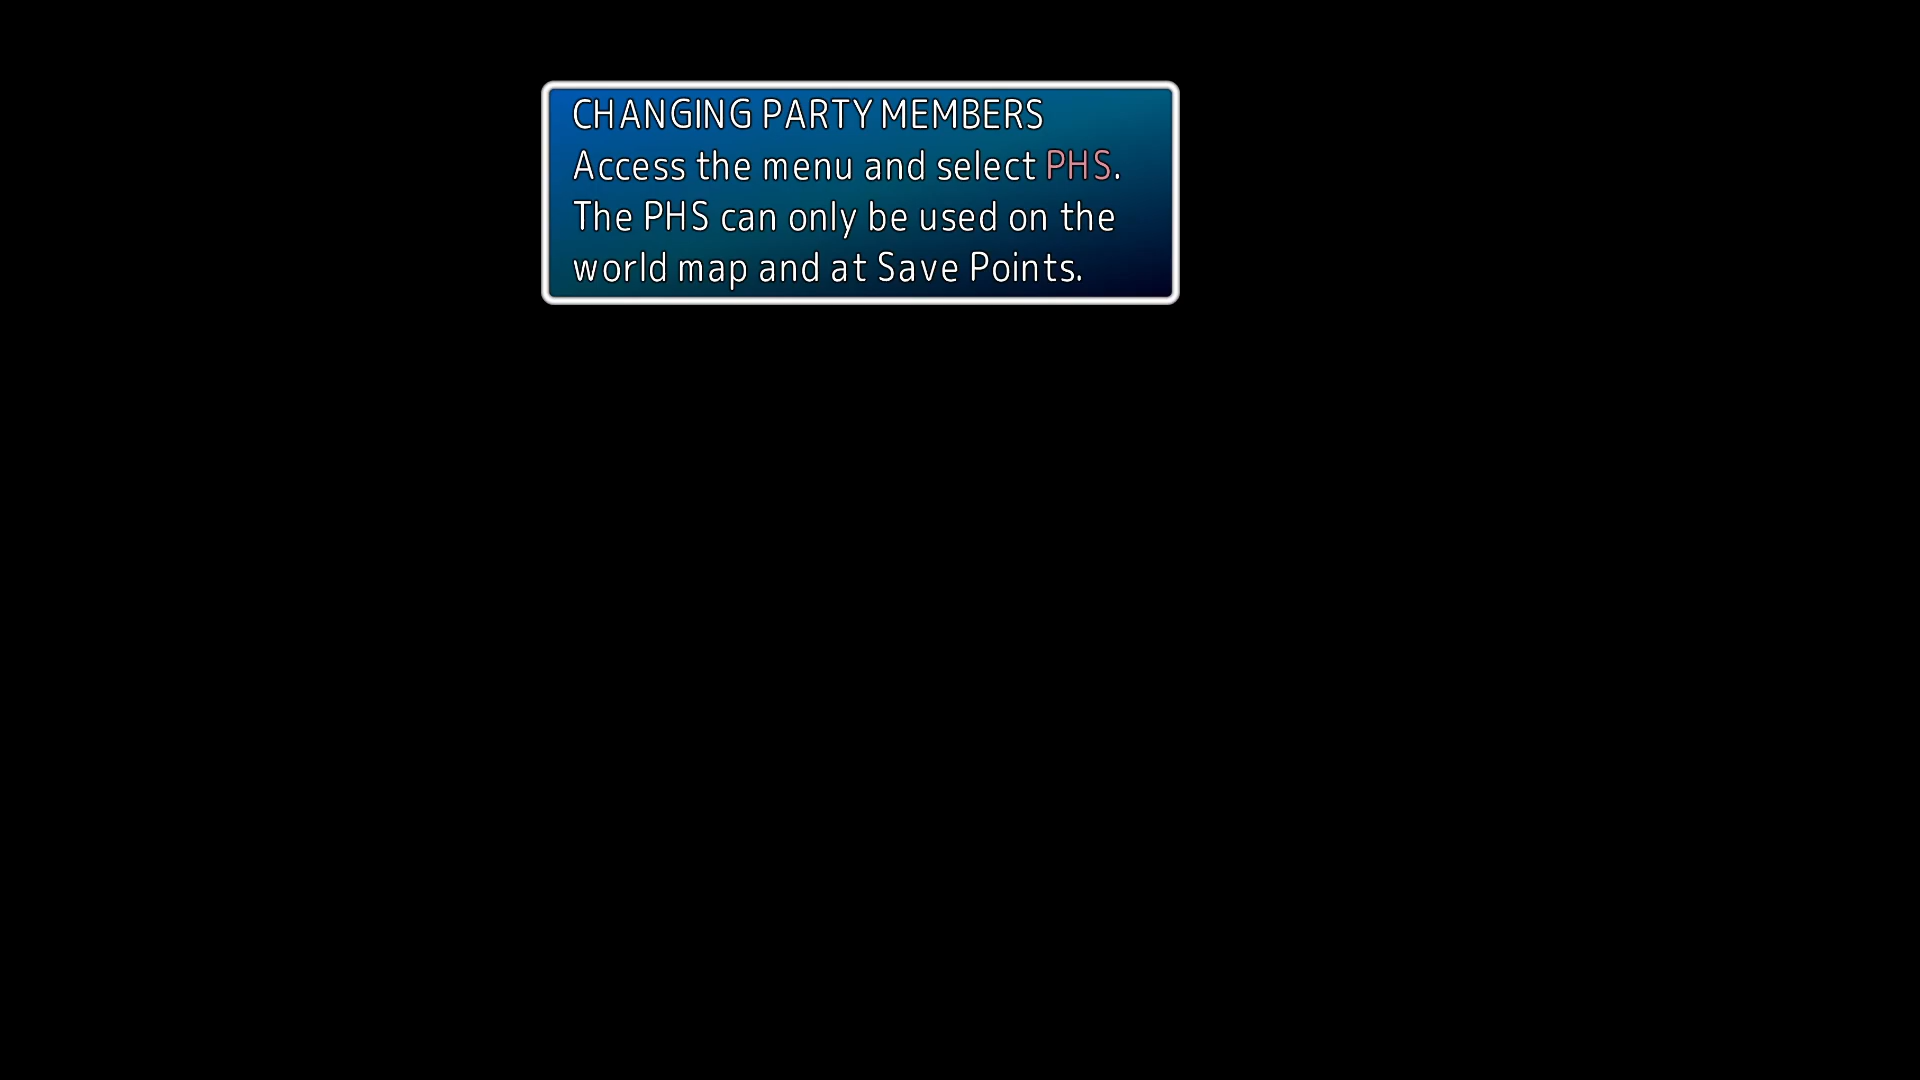 CHANGING PARTY MEMBERS
Access the menu and select PHS.
The PHS can only be used on the
world map and at Save Points.